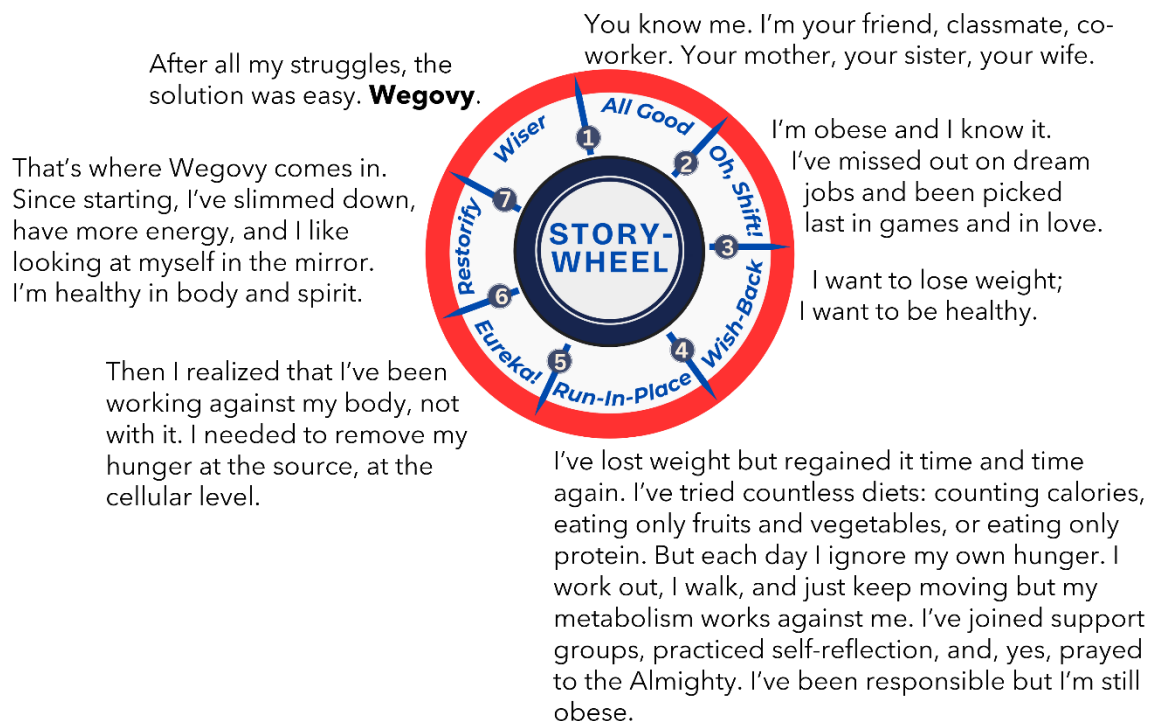 You know me. I'm your friend, classmate, co-
worker. Your mother, your sister, your wife.
I'm obese and I know it.
I've missed out on dream
jobs and been picked
last in games and in love.
I want to lose weight;
I want to be healthy.
I've lost weight but regained it time and time
again. I've tried countless diets: counting calories,
eating only fruits and vegetables, or eating only
protein. But each day I ignore my own hunger. I
work out, I walk, and just keep moving but my
metabolism works against me. I've joined support
groups, practiced self-reflection, and, yes, prayed
to the Almighty. I've been responsible but I'm still
obese.
Then I realized that I've been
working against my body, not
with it. I needed to remove my
hunger at the source, at the
cellular level.
That's where Wegovy comes in.
Since starting, I've slimmed down,
have more energy, and I like
looking at myself in the mirror.
I'm healthy in body and spirit.
After all my struggles, the
solution was easy. Wegovy.
STORY-
WHEEL
1
All Good
2
Oh, Shift!
3
Wish-Back
4
Run-In-Place
5
Eureka!
6
Restorify
7
Wiser